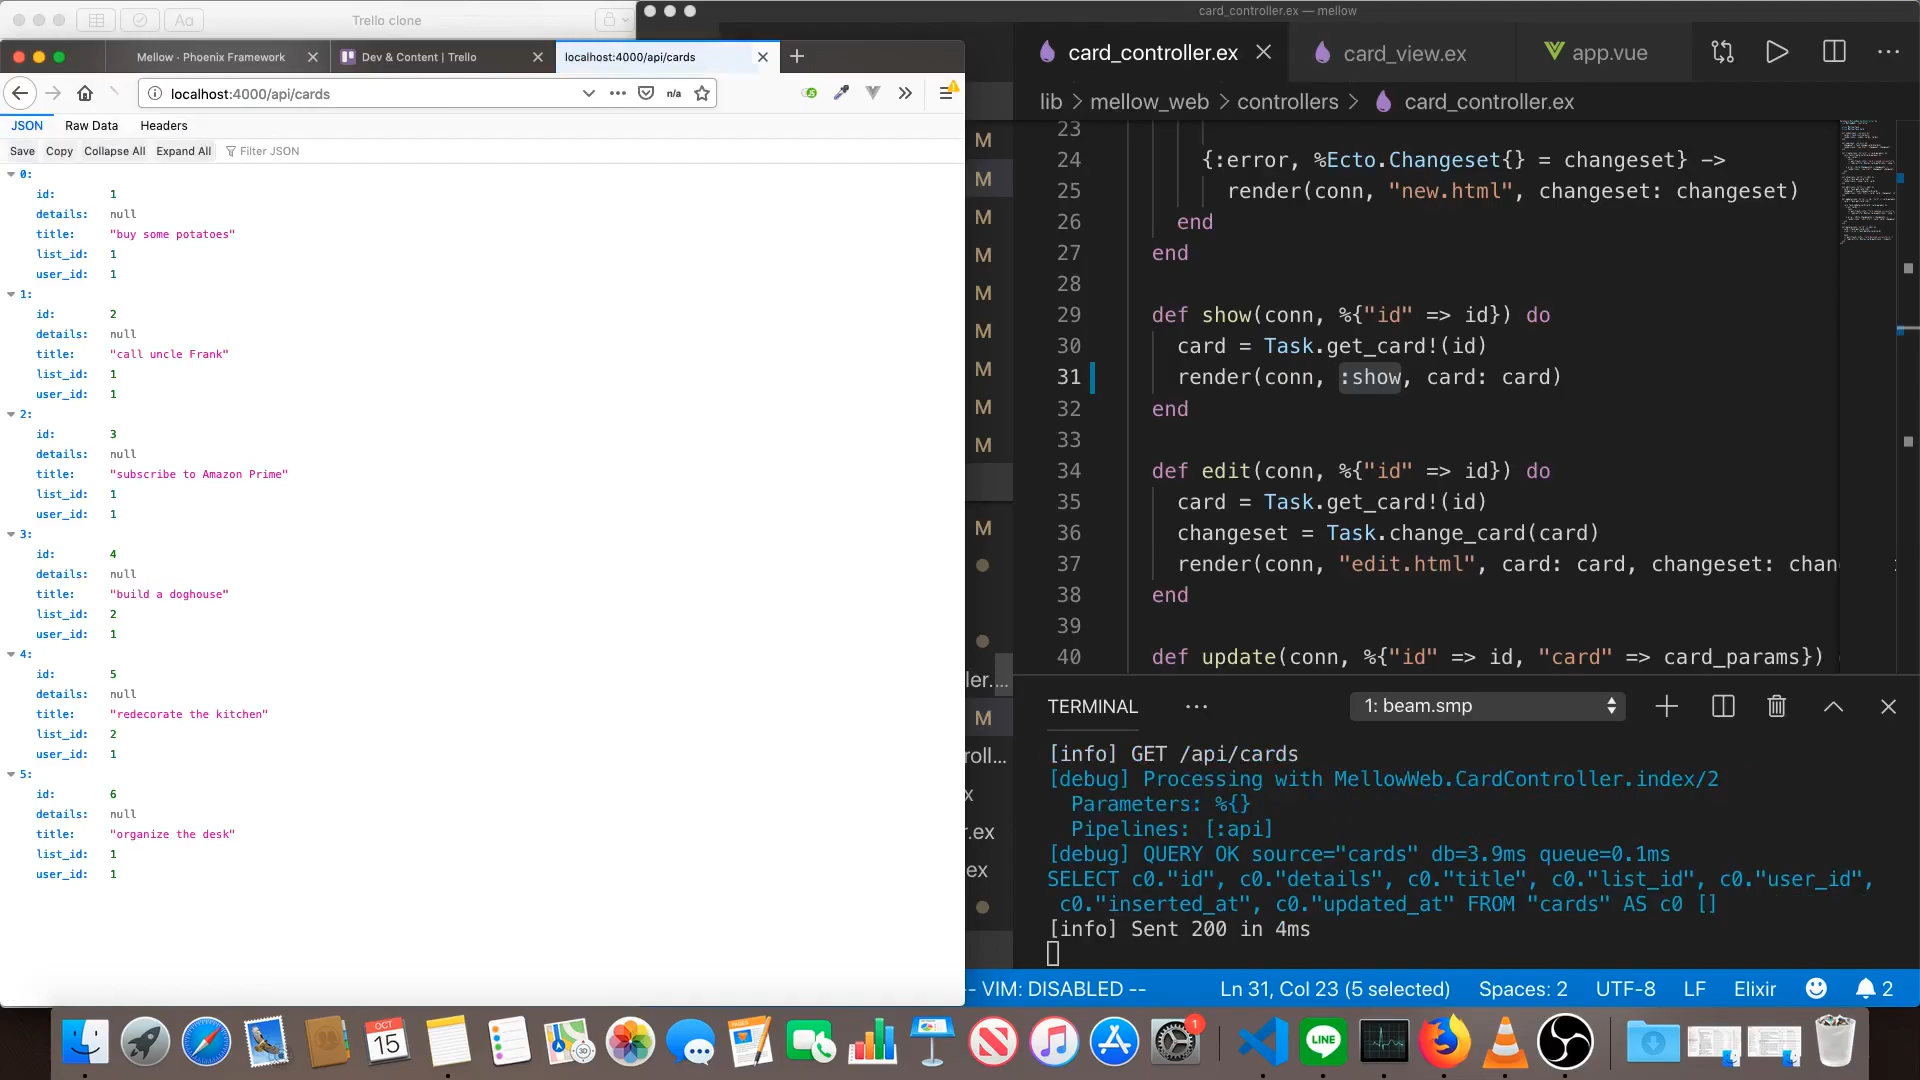 Trello clone
card_controller.ex — mellow
Mellow · Phoenix Framework
Dev & Content | Trello
localhost:4000/api/cards
localhost:4000/api/cards
n/a
JSON
Raw Data
Headers
Save
Copy
Collapse All
Expand All
Filter JSON
0:
id: 1
details: null
title: "buy some potatoes"
list_id: 1
user_id: 1
1:
id: 2
details: null
title: "call uncle Frank"
list_id: 1
user_id: 1
2:
id: 3
details: null
title: "subscribe to Amazon Prime"
list_id: 1
user_id: 1
3:
id: 4
details: null
title: "build a doghouse"
list_id: 2
user_id: 1
4:
id: 5
details: null
title: "redecorate the kitchen"
list_id: 2
user_id: 1
5:
id: 6
details: null
title: "organize the desk"
list_id: 1
user_id: 1
M
M
M
M
M
M
M
M
M
M
ler....
M
roll...
x
r.ex
ex
card_controller.ex
card_view.ex
app.vue
lib > mellow_web > controllers > card_controller.ex
23
24 {:error, %Ecto.Changeset{} = changeset} ->
25 render(conn, "new.html", changeset: changeset)
26 end
27 end
28
29 def show(conn, %{"id" => id}) do
30 card = Task.get_card!(id)
31 render(conn, :show, card: card)
32 end
33
34 def edit(conn, %{"id" => id}) do
35 card = Task.get_card!(id)
36 changeset = Task.change_card(card)
37 render(conn, "edit.html", card: card, changeset: chan
38 end
39
40 def update(conn, %{"id" => id, "card" => card_params})
TERMINAL
1: beam.smp
[info] GET /api/cards
[debug] Processing with MellowWeb.CardController.index/2
Parameters: %{}
Pipelines: [:api]
[debug] QUERY OK source="cards" db=3.9ms queue=0.1ms
SELECT c0."id", c0."details", c0."title", c0."list_id", c0."user_id",
c0."inserted_at", c0."updated_at" FROM "cards" AS c0 []
[info] Sent 200 in 4ms
-- VIM: DISABLED --
Ln 31, Col 23 (5 selected)
Spaces: 2
UTF-8
LF
Elixir
2
OCT
15
3D
1
LINE